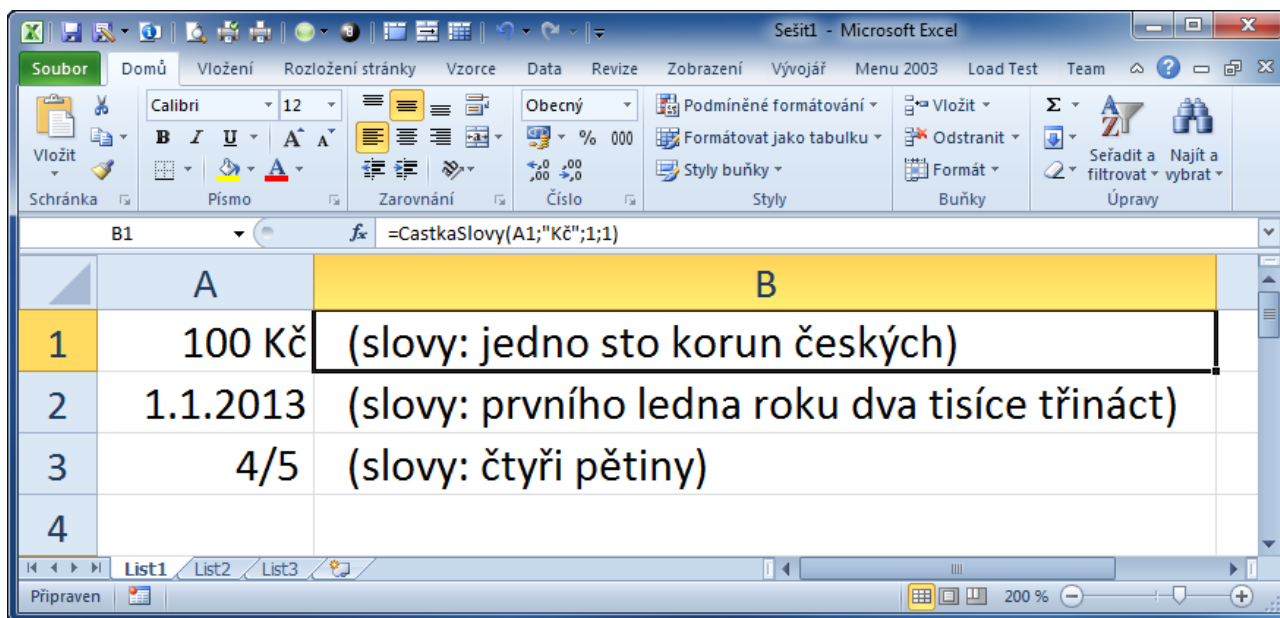 Sešit1 - Microsoft Excel
Soubor Domů Vložení Rozložení stránky Vzorce Data Revize Zobrazení Vývojář Menu 2003 Load Test Team
Calibri 12 Obecný Podmíněné formátování Vložit Σ
B I U A A % 000 Formátovat jako tabulku Odstranit
Vložit Styly buňky Formát Seřadit a filtrovat Najít a vybrat
Schránka Písmo Zarovnání Číslo Styly Buňky Úpravy
B1 fx =CastkaSlovy(A1;"Kč";1;1)
A B
1 100 Kč (slovy: jedno sto korun českých)
2 1.1.2013 (slovy: prvního ledna roku dva tisíce třináct)
3 4/5 (slovy: čtyři pětiny)
4
List1 List2 List3
Připraven 200 %